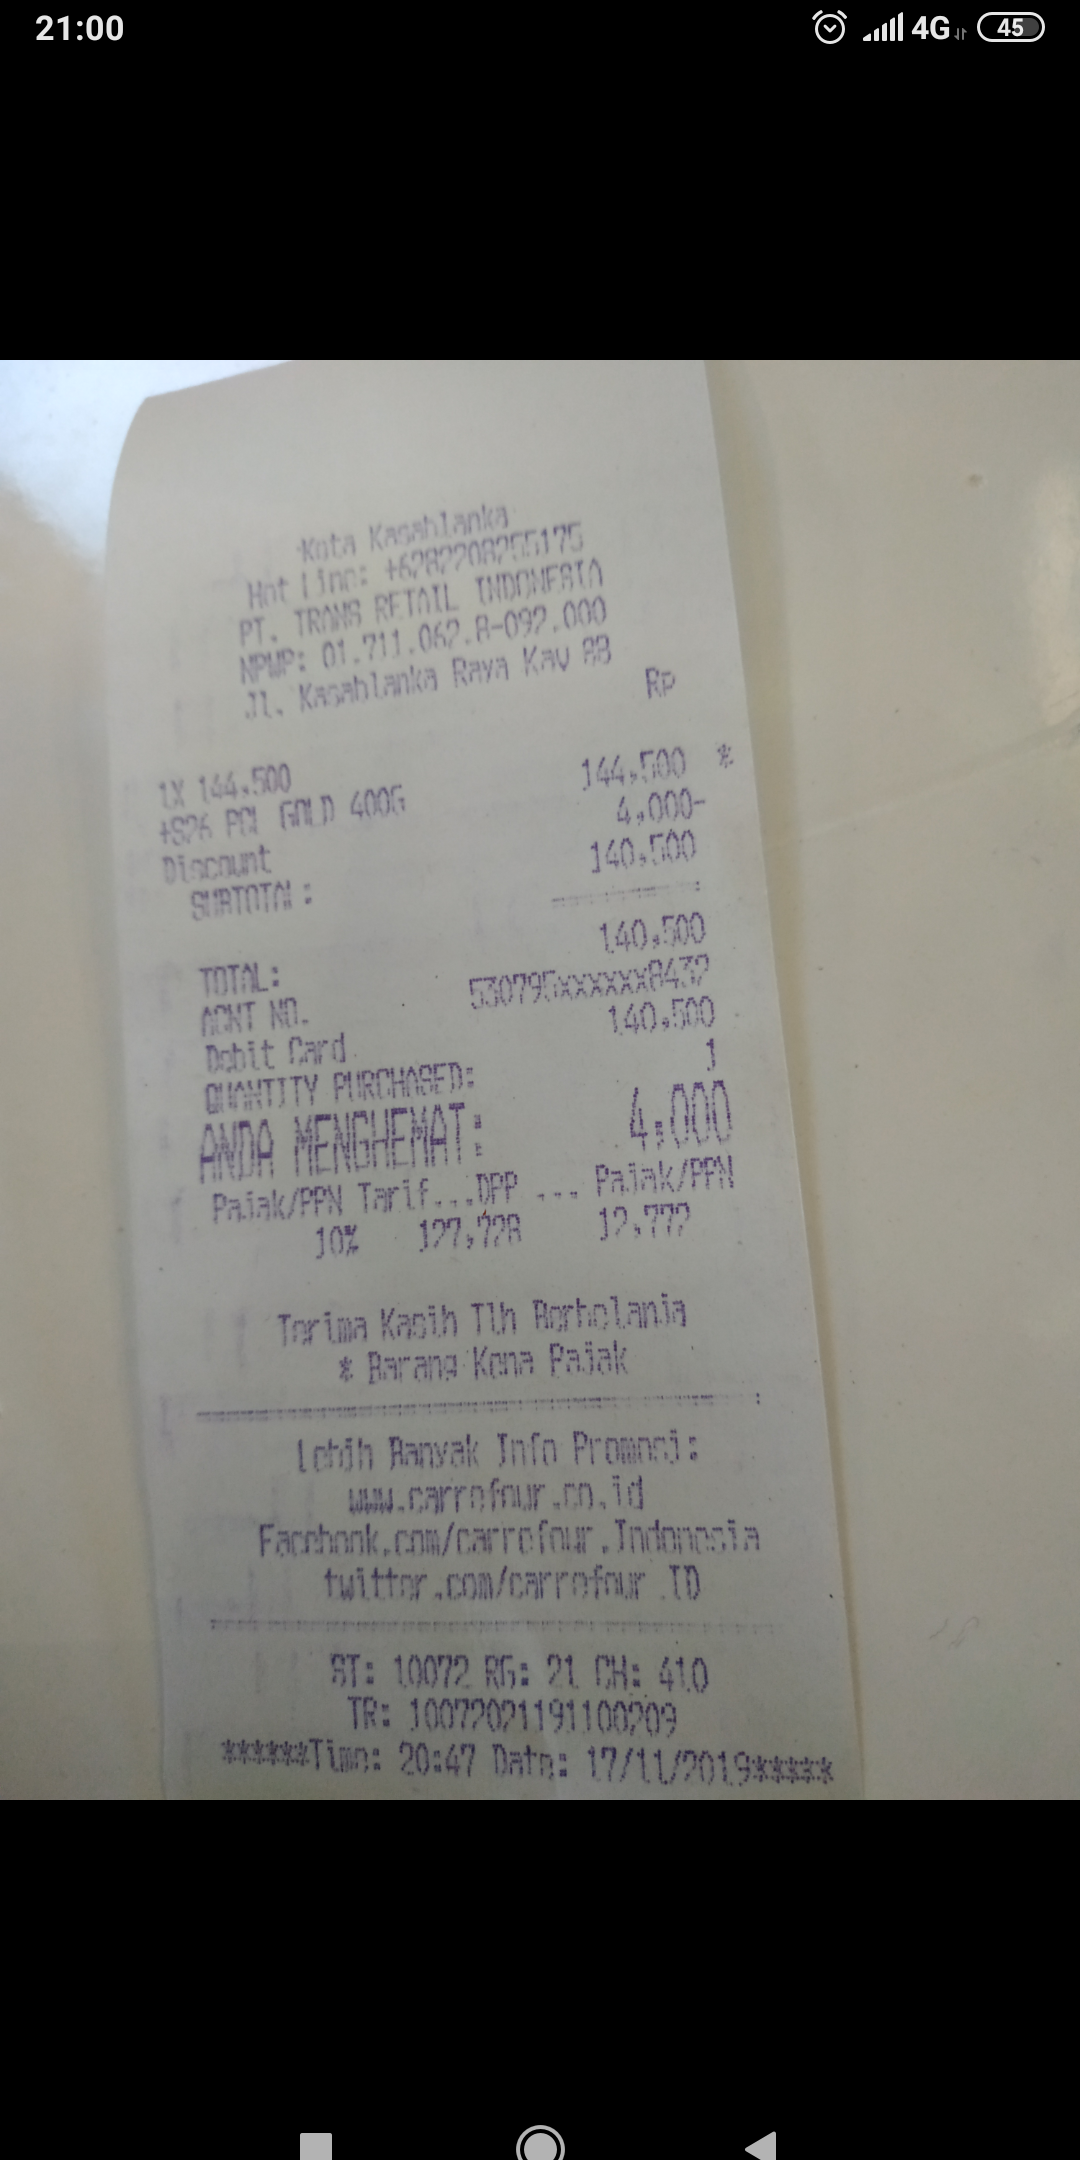 21:00
4G 45
Kota Kasablanka
Hot Line: +6282208255175
PT. TRANS RETAIL INDONESIA
NPWP: 01.711.062.8-092.000
Jl. Kasablanka Raya Kav 88
Rp
1X 144,500
+S26 PCL GOLD 400G 144,500 *
Discount 4,000-
SUBTOTAL: 140,500
TOTAL: 140,500
ACNT NO. 530795xxxxxx8432
Debit Card 140,500
QUANTITY PURCHASED: 1
ANDA MENGHEMAT: 4,000
Pajak/PPN Tarif...DPP ... Pajak/PPN
10% 127,728 12,772
Terima Kasih Tlh Berbelanja
* Barang Kena Pajak
Lebih Banyak Info Promosi:
www.carrefour.co.id
Facebook.com/carrefour.Indonesia
twitter.com/carrefour.ID
ST: 10072 RG: 21 CH: 410
TR: 10072021191100209
******Time: 20:47 Date: 17/11/2019*****